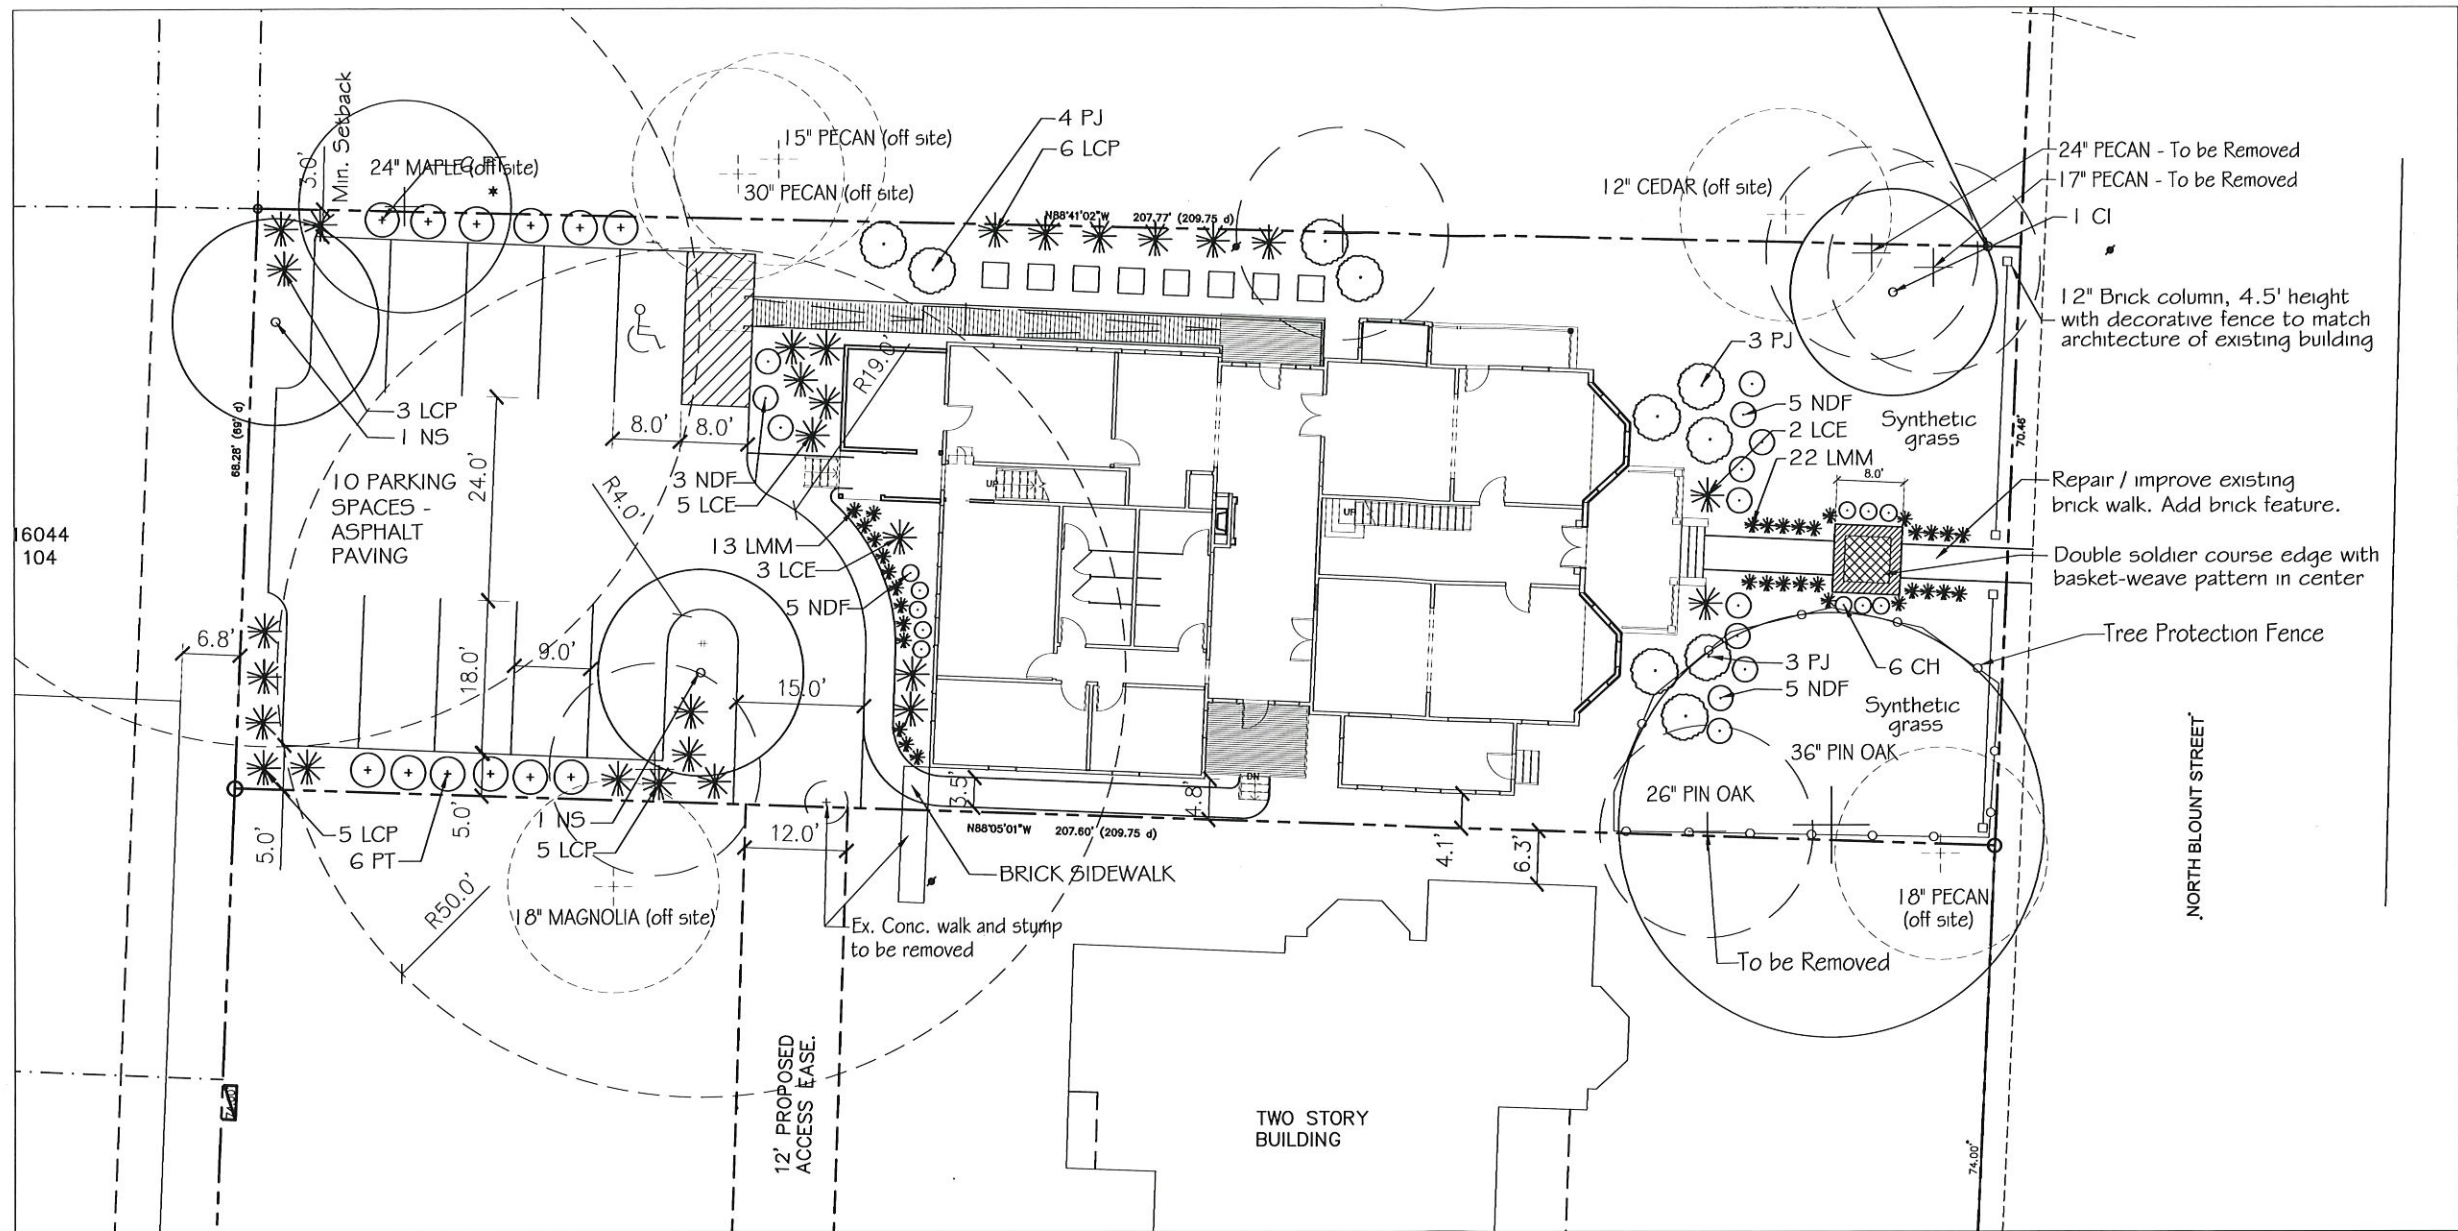 Min. Setback
5.0'
24" MAPLE (off site)
6 PT
15" PECAN (off site)
30" PECAN (off site)
4 PJ
6 LCP
N88°41'02"W 207.77' (209.75 d)
12" CEDAR (off site)
24" PECAN - To be Removed
17" PECAN - To be Removed
1 CI
12" Brick column, 4.5' height
with decorative fence to match
architecture of existing building
3 PJ
5 NDF
2 LCE
22 LMM
Synthetic
grass
70.46'
8.0'
Repair / improve existing
brick walk. Add brick feature.
Double soldier course edge with
basket-weave pattern in center
Tree Protection Fence
3 LCP
1 NS
68.28' (69' d)
8.0'
8.0'
R19.0'
24.0'
10 PARKING
SPACES -
ASPHALT
PAVING
R4.0'
3 NDF
5 LCE
13 LMM
3 LCE
5 NDF
UP
UP
16044
104
6.8'
18.0'
9.0'
15.0'
3 PJ
5 NDF
6 CH
Synthetic
grass
36" PIN OAK
26" PIN OAK
NORTH BLOUNT STREET
5.0'
5 LCP
6 PT
5.0'
1 NS
5 LCP
12.0'
3.5'
4.8'
DN
N88°05'01"W 207.60' (209.75 d)
4.1'
6.3'
R50.0'
18" MAGNOLIA (off site)
BRICK SIDEWALK
Ex. Conc. walk and stump
to be removed
18" PECAN
(off site)
To be Removed
12' PROPOSED
ACCESS EASE.
TWO STORY
BUILDING
74.00'